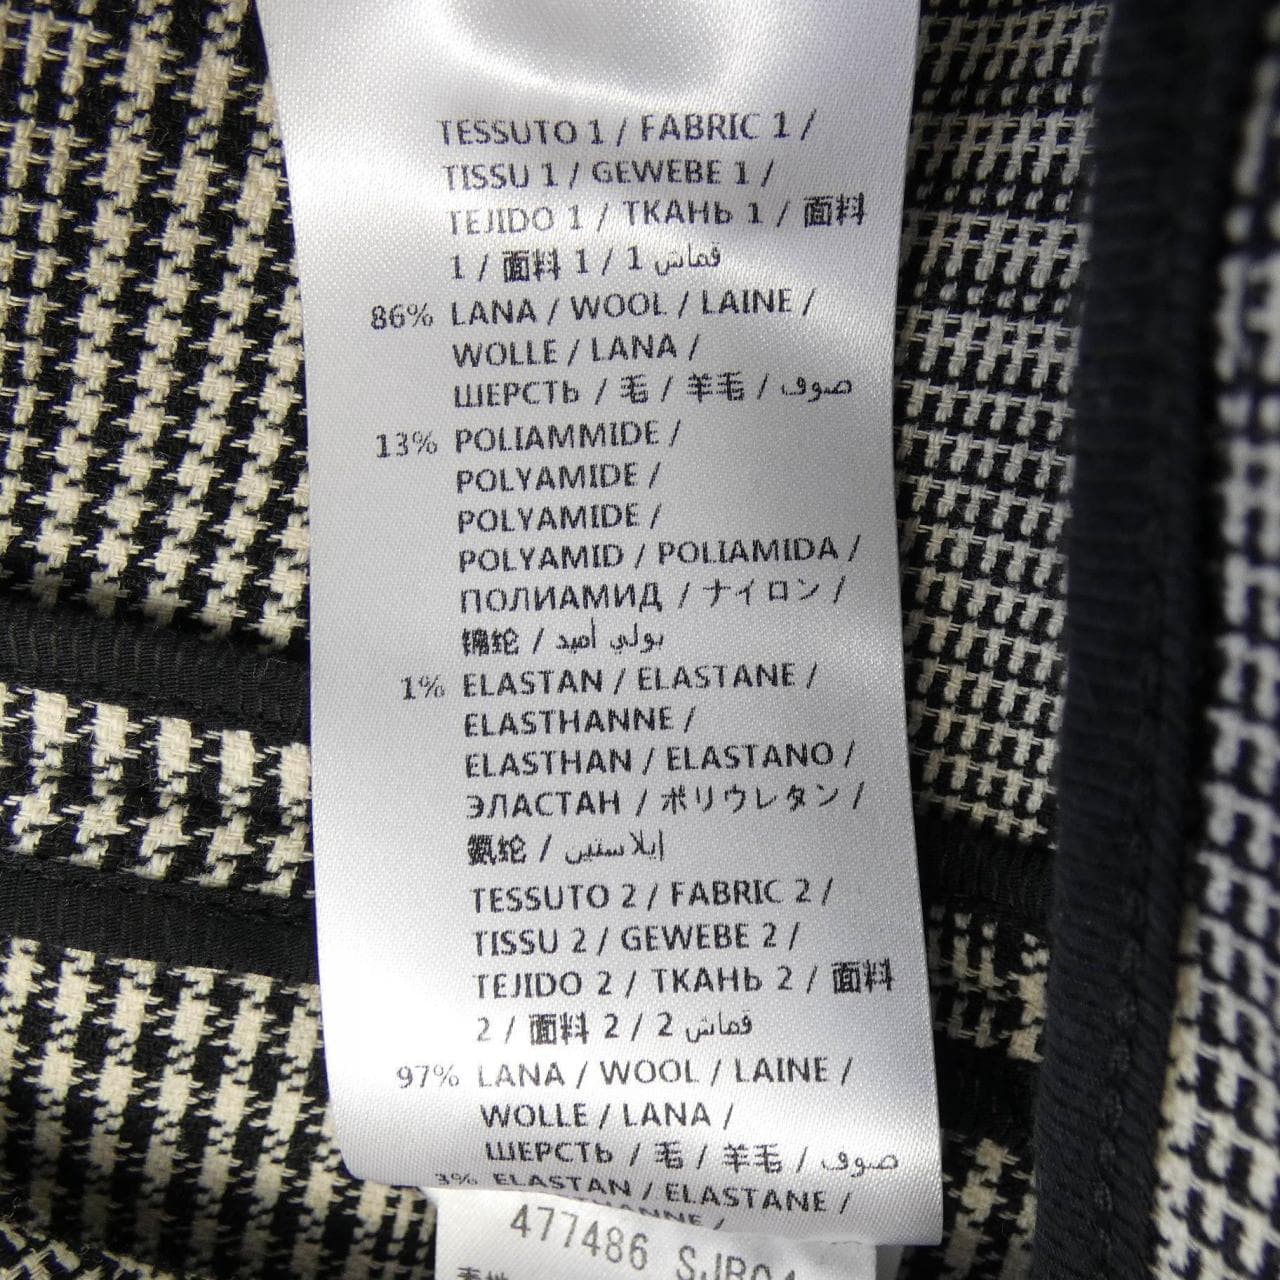 TESSUTO 1 / FABRIC 1 /
TISSU 1 / GEWEBE 1 /
TEJIDO 1 / ТКАНЬ 1 / 面料
1 / 面料 1 / قماش 1
86% LANA / WOOL / LAINE /
WOLLE / LANA /
ШЕРСТЬ / 毛 / 羊毛 / صوف
13% POLIAMMIDE /
POLYAMIDE /
POLYAMIDE /
POLYAMID / POLIAMIDA /
ПОЛИАМИД / ナイロン /
锦纶 / بولي أميد
1% ELASTAN / ELASTANE /
ELASTHANNE /
ELASTHAN / ELASTANO /
ЭЛАСТАН / ポリウレタン /
氨纶 / إيلاستين
TESSUTO 2 / FABRIC 2 /
TISSU 2 / GEWEBE 2 /
TEJIDO 2 / ТКАНЬ 2 / 面料
2 / 面料 2 / قماش 2
97% LANA / WOOL / LAINE /
WOLLE / LANA /
ШЕРСТЬ / 毛 / 羊毛 / صوف
3% ELASTAN / ELASTANE /
477486